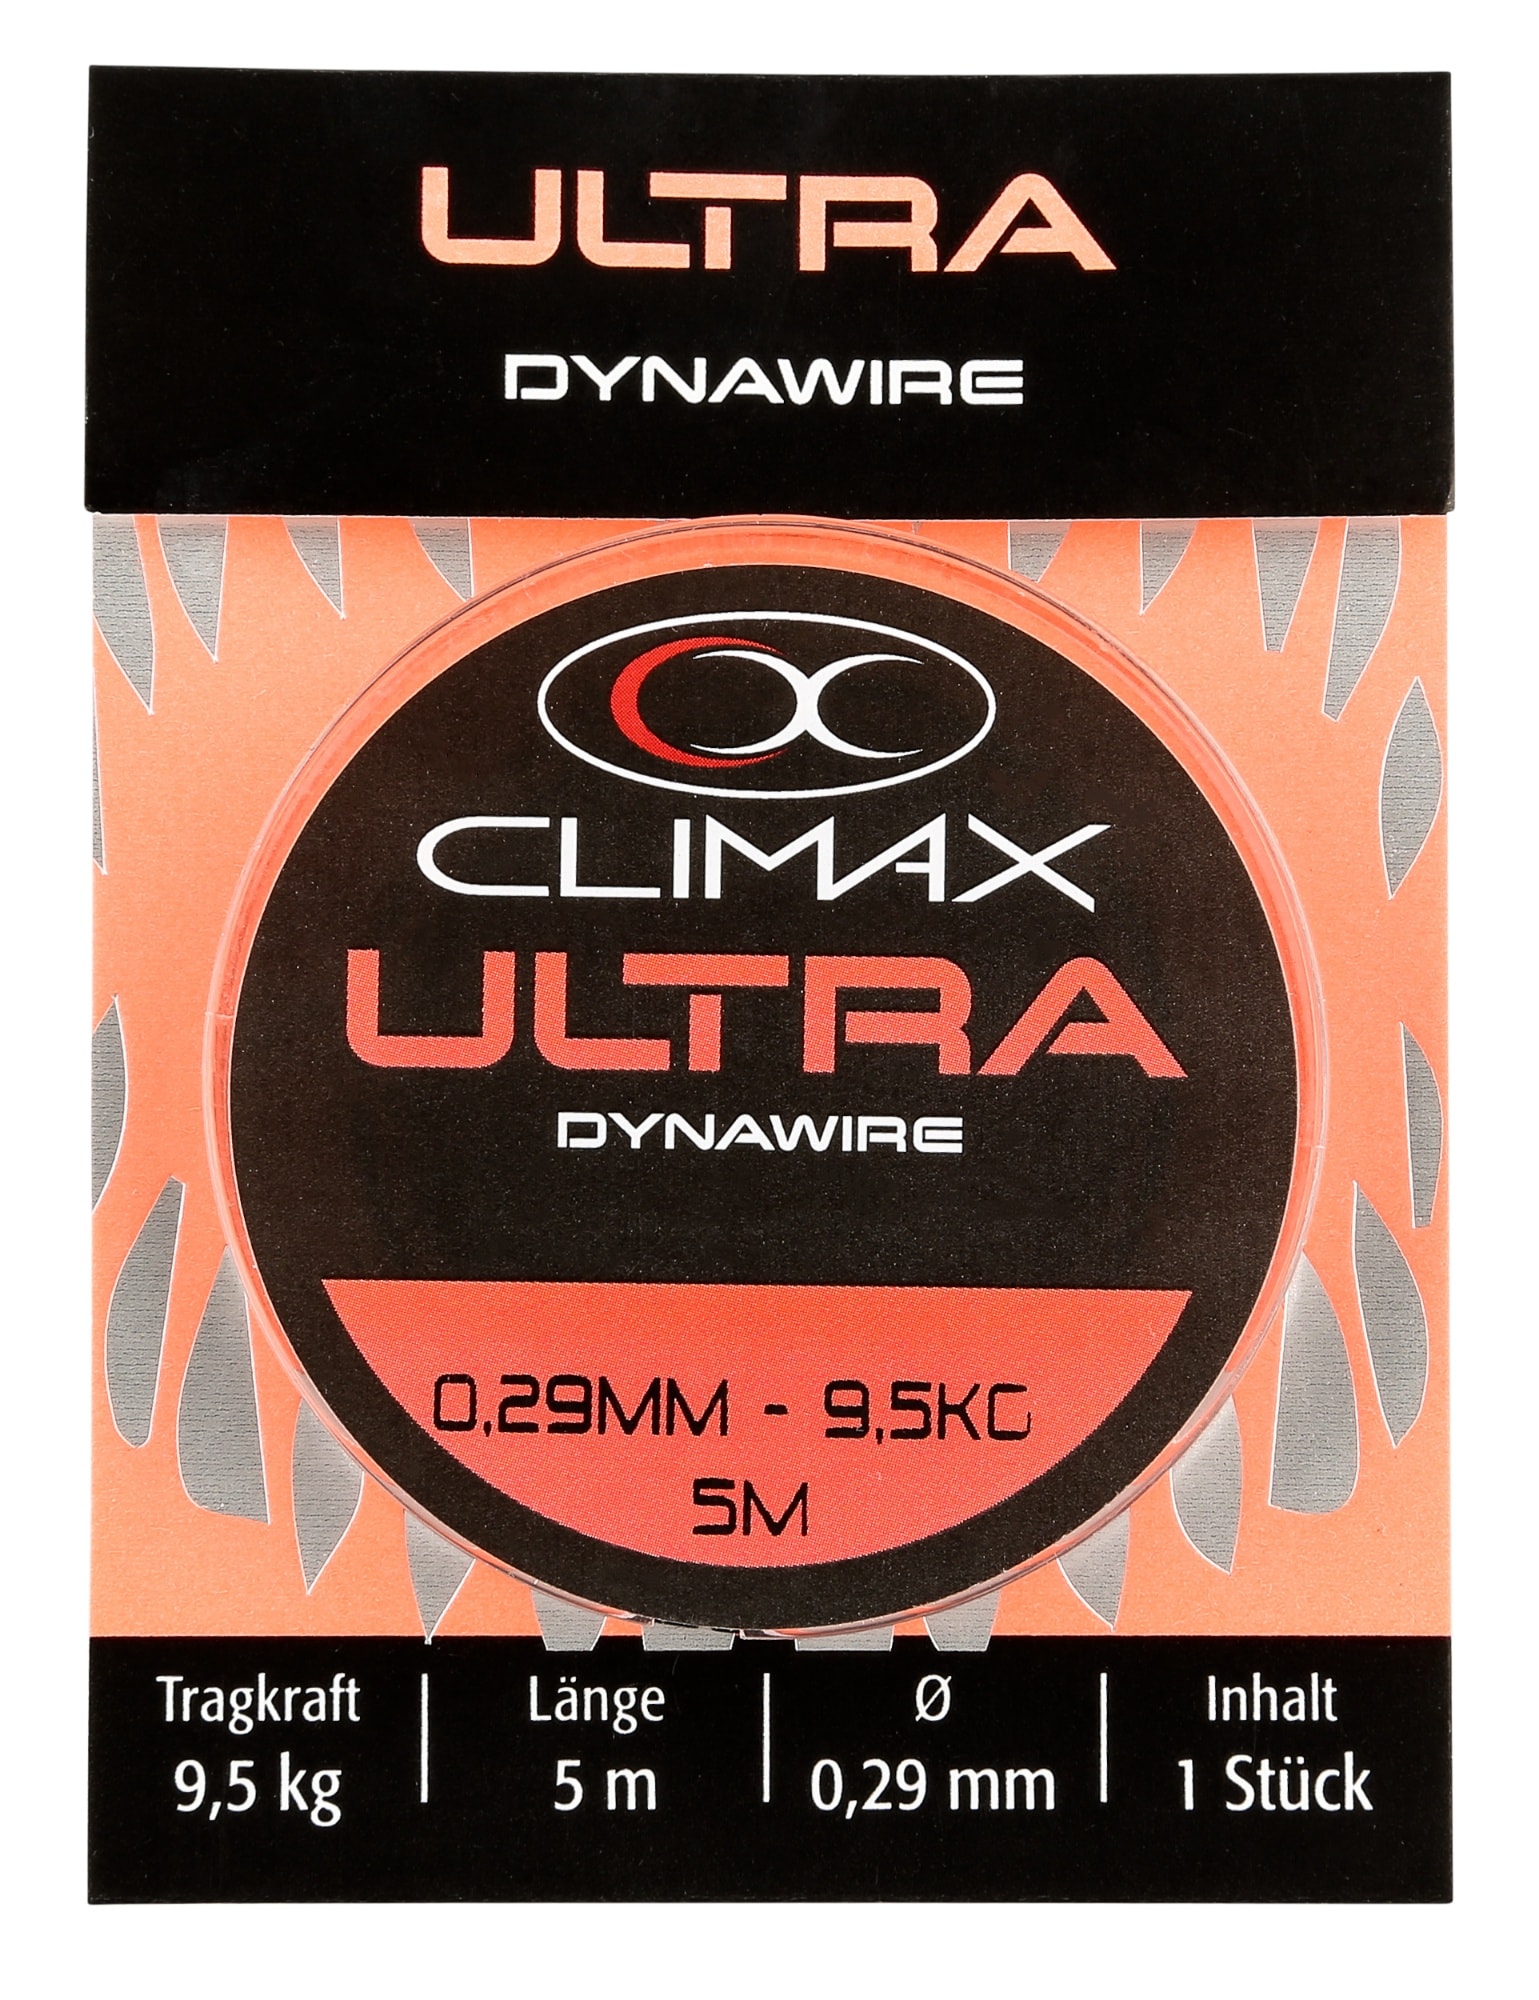 ULTRA
DYNAWIRE
CLIMAX
ULTRA
DYNAWIRE
0,29MM - 9,5KG
5M
Tragkraft Länge Ø Inhalt
9,5 kg 5 m 0,29 mm 1 Stück